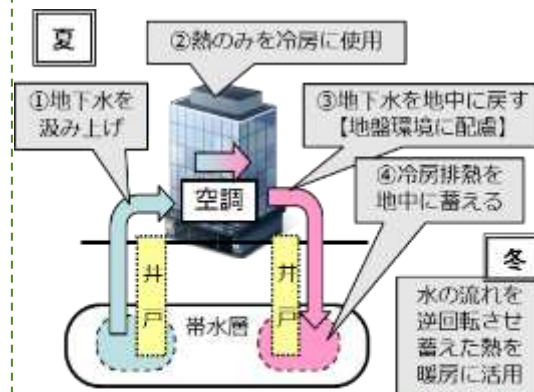 夏
②熱のみを冷房に使用
①地下水を
汲み上げ
③地下水を地中に戻す
【地盤環境に配慮】
④冷房排熱を
地中に蓄える
空調
井戸
井戸
帯水層
冬
水の流れを
逆回転させ
蓄えた熱を
暖房に活用